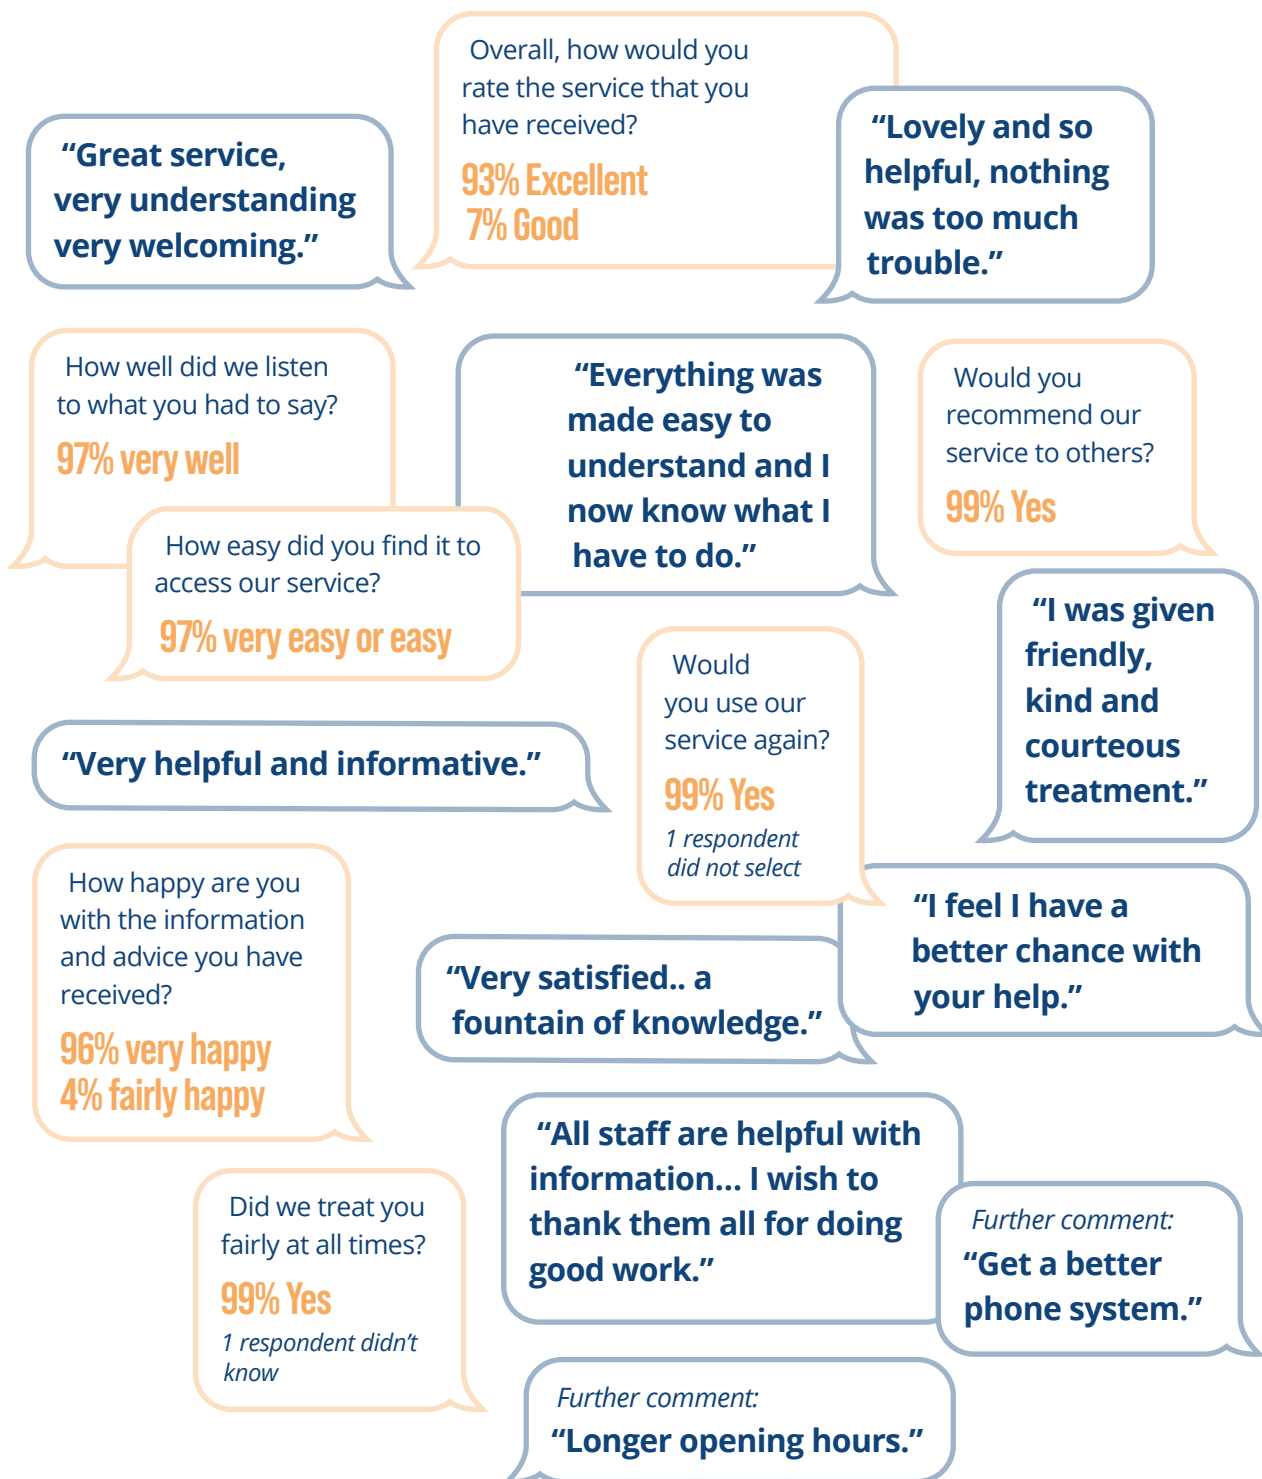 Overall, how would you
rate the service that you
have received?
93% Excellent
7% Good
“Great service,
very understanding
very welcoming.”
“Lovely and so
helpful, nothing
was too much
trouble.”
How well did we listen
to what you had to say?
97% very well
“Everything was
made easy to
understand and I
now know what I
have to do.”
Would you
recommend our
service to others?
99% Yes
How easy did you find it to
access our service?
97% very easy or easy
“I was given
friendly,
kind and
courteous
treatment.”
Would
you use our
service again?
99% Yes
1 respondent
did not select
“Very helpful and informative.”
How happy are you
with the information
and advice you have
received?
96% very happy
4% fairly happy
“I feel I have a
better chance with
your help.”
“Very satisfied.. a
fountain of knowledge.”
“All staff are helpful with
information... I wish to
thank them all for doing
good work.”
Did we treat you
fairly at all times?
99% Yes
1 respondent didn’t
know
Further comment:
“Get a better
phone system.”
Further comment:
“Longer opening hours.”